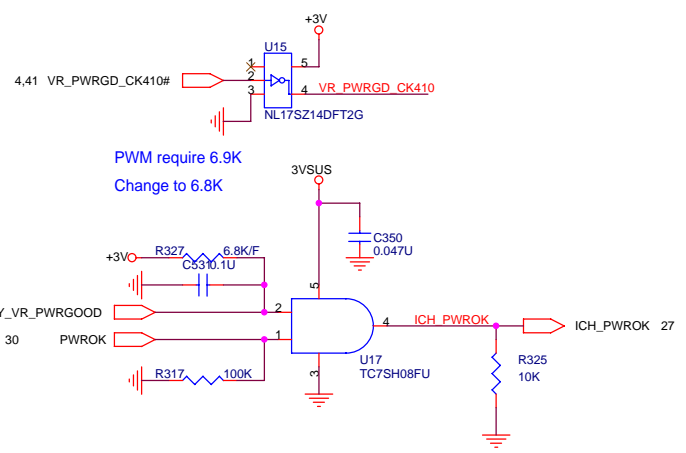 +3V
U15
1
5
4,41 VR_PWRGD_CK410#
2
3
4
VR_PWRGD_CK410
NL17SZ14DFT2G
PWM require 6.9K
Change to 6.8K
3VSUS
C350
0.047U
R327
6.8K/F
+3V
C531
0.1U
5
Y_VR_PWRGOOD
2
4
ICH_PWROK
ICH_PWROK 27
30 PWROK
1
U17
TC7SH08FU
3
R317
100K
R325
10K